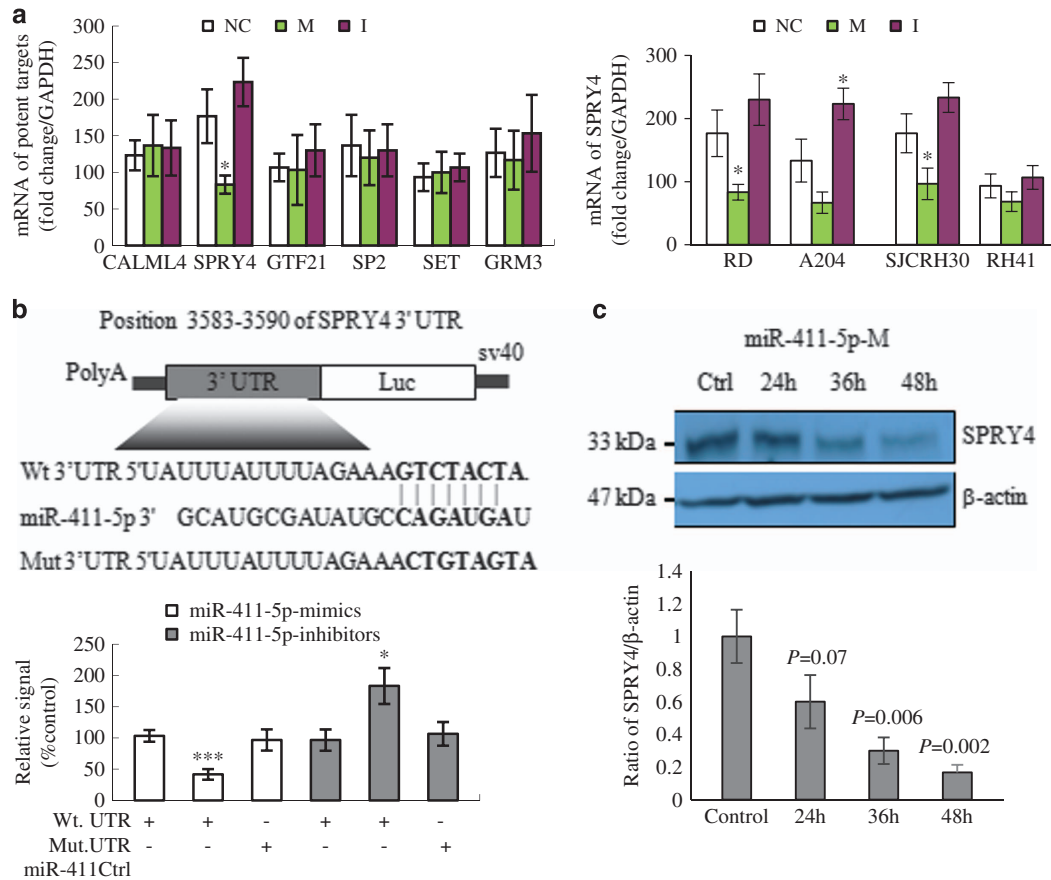 a
NC M I
300
250
200
150
100
50
0
mRNA of potent targets
(fold change/GAPDH)
*
CALML4 SPRY4 GTF21 SP2 SET GRM3
NC M I
300
200
100
0
mRNA of SPRY4
(fold change/GAPDH)
* * *
RD A204 SJCRH30 RH41
b
Position 3583-3590 of SPRY4 3' UTR
PolyA 3' UTR Luc sv40
Wt 3'UTR 5'UAUUUAUUUUAGAAAGTCTACTA.
miR-411-5p 3' GCAUGCGAUAUGCCAGAUGAU
Mut 3'UTR 5'UAUUUAUUUUAGAAACTGTAGTA
miR-411-5p-mimics
miR-411-5p-inhibitors
250
200
150
100
50
0
Relative signal
(%control)
*** *
Wt. UTR + + - + + -
Mut.UTR - - + - - +
miR-411Ctrl
c
miR-411-5p-M
Ctrl 24h 36h 48h
33 kDa SPRY4
47 kDa β-actin
1.4
1.2
1
0.8
0.6
0.4
0.2
0
Ratio of SPRY4/β-actin
P=0.07
P=0.006
P=0.002
Control 24h 36h 48h